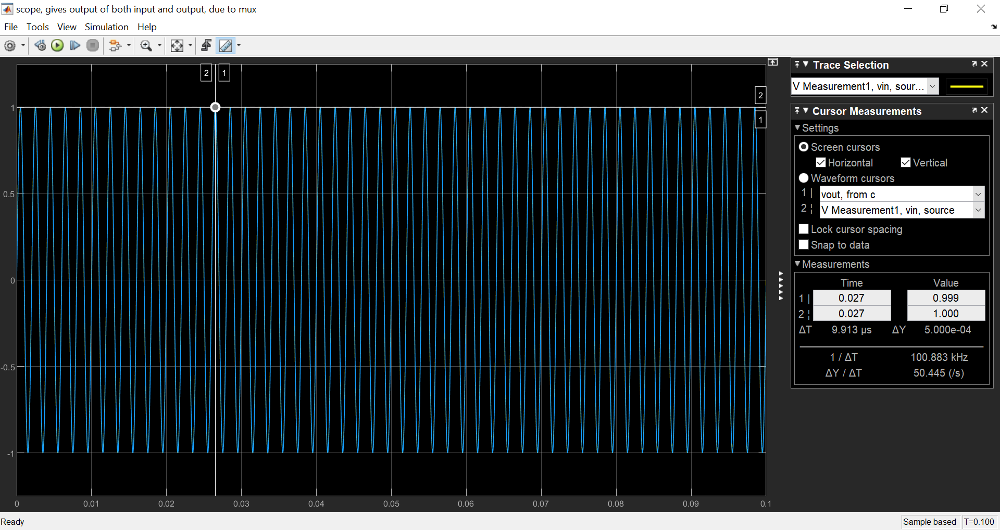 scope, gives output of both input and output, due to mux
File Tools View Simulation Help
2 1
2
1
1
0.5
0
-0.5
-1
0 0.01 0.02 0.03 0.04 0.05 0.06 0.07 0.08 0.09 0.1
Trace Selection
V Measurement1, vin, sour...
Cursor Measurements
Settings
Screen cursors
Horizontal Vertical
Waveform cursors
1 | vout, from c
2 ¦ V Measurement1, vin, source
Lock cursor spacing
Snap to data
Measurements
Time Value
1 | 0.027 0.999
2 ¦ 0.027 1.000
ΔT 9.913 µs ΔY 5.000e-04
1 / ΔT 100.883 kHz
ΔY / ΔT 50.445 (/s)
Ready Sample based T=0.100